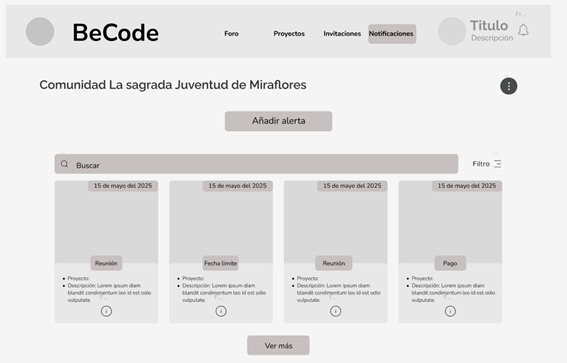 Fr...
BeCode
Foro
Proyectos
Invitaciones
Notificaciones
Titulo
Descripción
Comunidad La sagrada Juventud de Miraflores
Añadir alerta
Buscar
Filtro
15 de mayo del 2025
15 de mayo del 2025
15 de mayo del 2025
15 de mayo del 2025
Reunión
Fecha límite
Reunión
Pago
Proyecto:
Descripción: Lorem ipsum diam
blandit condimentum leo id est odio
vulputate.
Proyecto:
Descripción: Lorem ipsum diam
blandit condimentum leo id est odio
vulputate.
Proyecto:
Descripción: Lorem ipsum diam
blandit condimentum leo id est odio
vulputate.
Proyecto:
Descripción: Lorem ipsum diam
blandit condimentum leo id est odio
vulputate.
Ver más